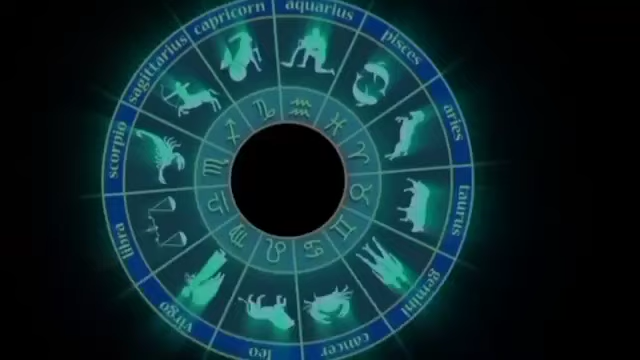 aquarius
pisces
aries
taurus
gemini
cancer
leo
virgo
libra
scorpio
sagittarius
capricorn